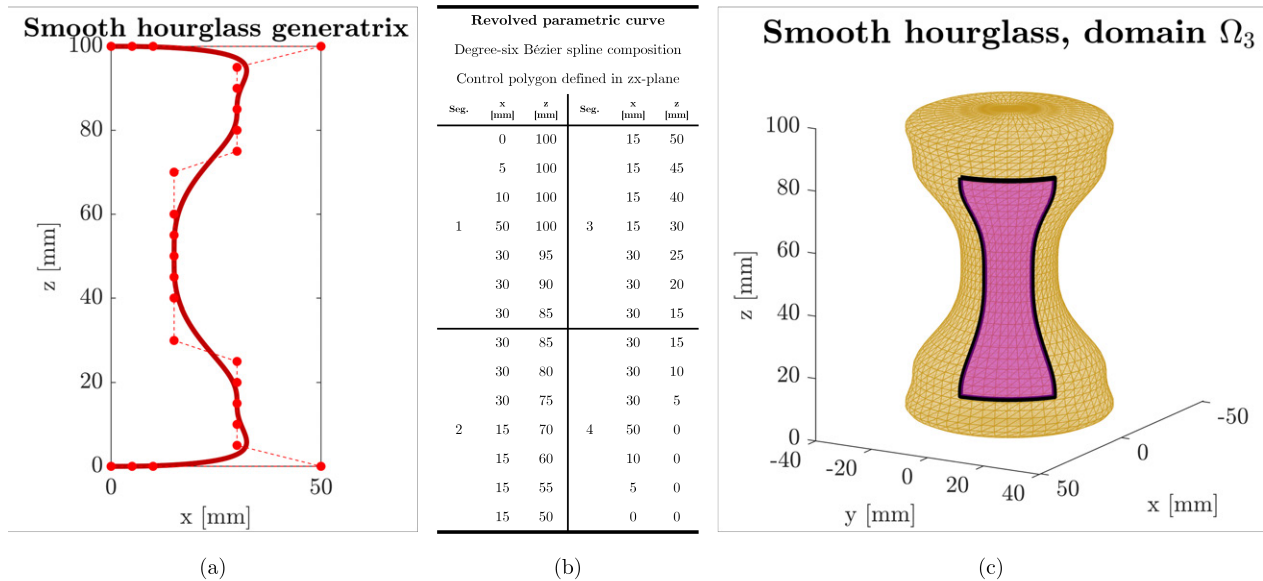 Smooth hourglass generatrix
100
80
60
40
20
0
z [mm]
0
50
x [mm]
(a)
Revolved parametric curve
Degree-six Bézier spline composition
Control polygon defined in zx-plane
Seg. x [mm] z [mm] Seg. x [mm] z [mm]
0 100 15 50
5 100 15 45
10 100 15 40
1 50 100 3 15 30
30 95 30 25
30 90 30 20
30 85 30 15
30 85 30 15
30 80 30 10
30 75 30 5
2 15 70 4 50 0
15 60 10 0
15 55 5 0
15 50 0 0
(b)
Smooth hourglass, domain Ω3
100
80
60
40
20
0
z [mm]
-40
-20
0
20
40
y [mm]
50
0
-50
x [mm]
(c)